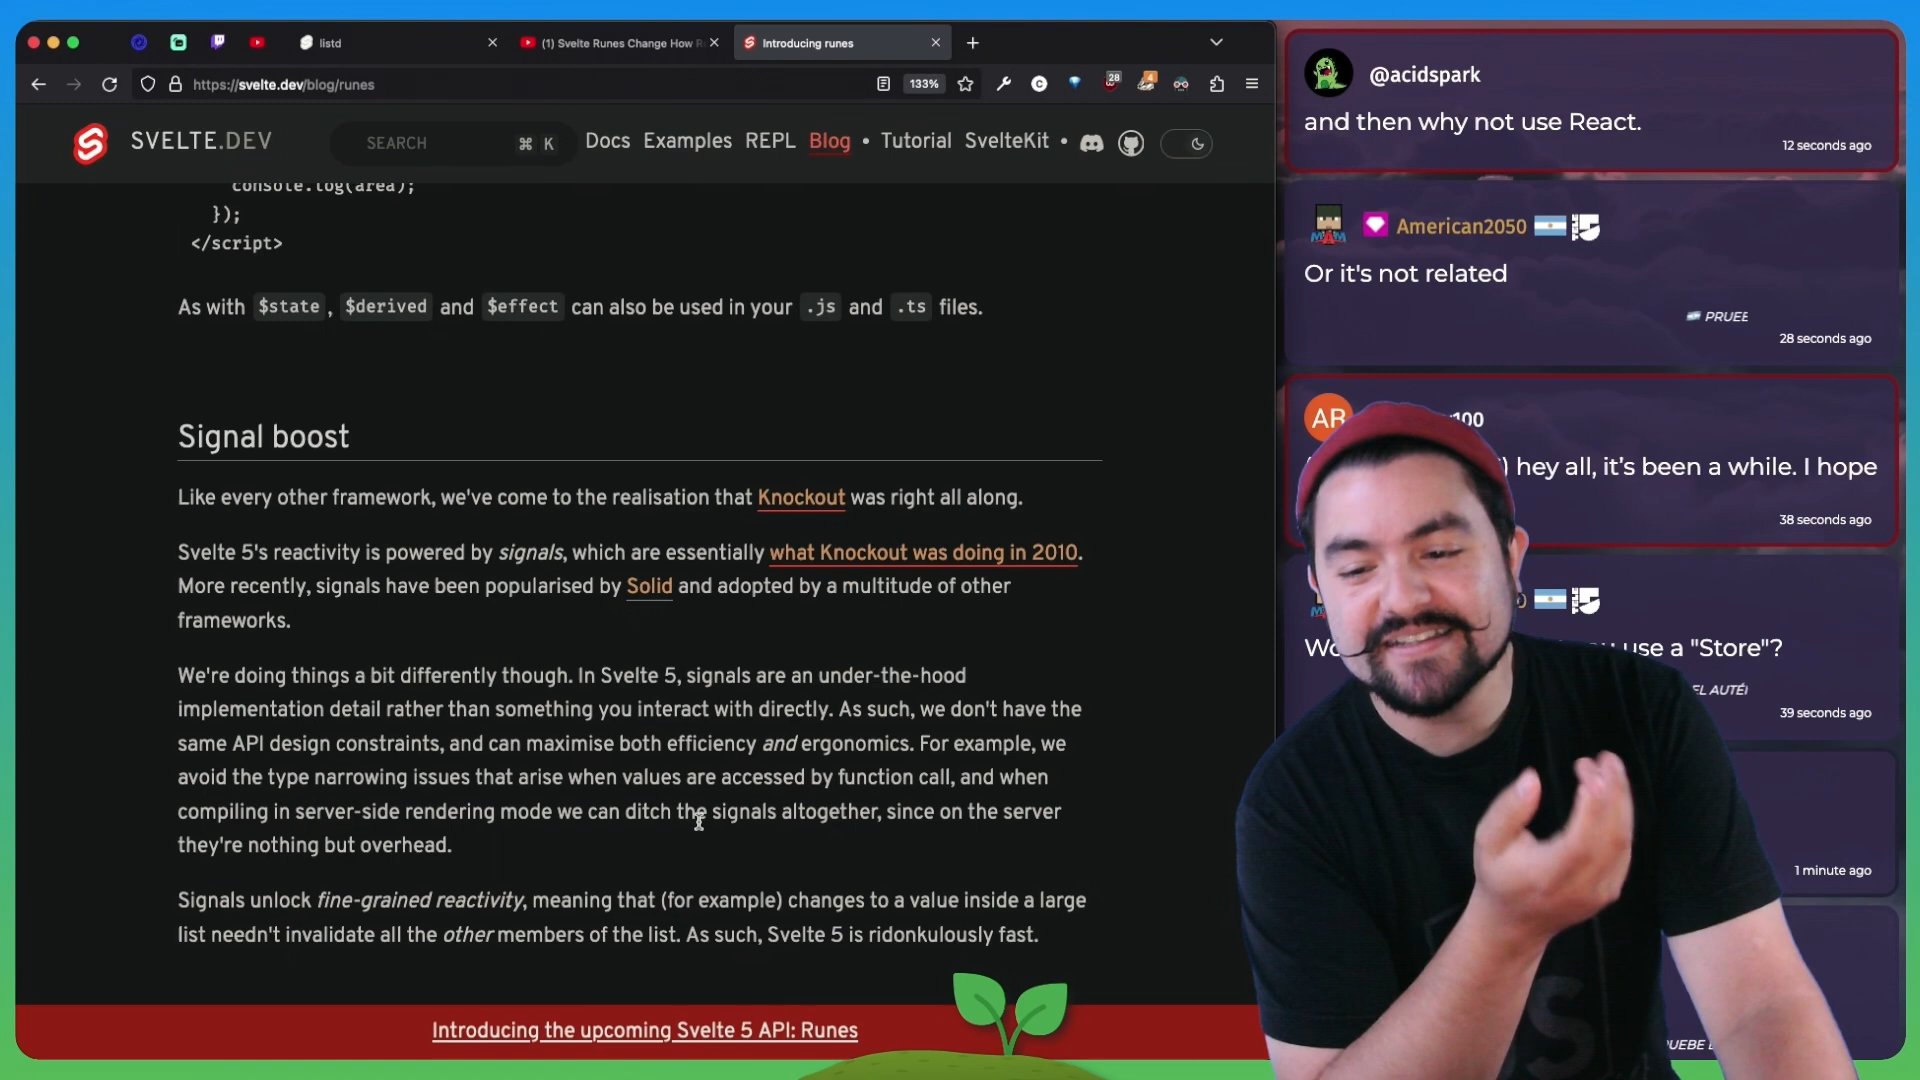 listd
(1) Svelte Runes Change How R
Introducing runes
https://svelte.dev/blog/runes
133%
28
4
SVELTE.DEV
SEARCH
⌘ K
Docs Examples REPL Blog • Tutorial SvelteKit •
console.log(area);
});
</script>
As with $state, $derived and $effect can also be used in your .js and .ts files.
Signal boost
Like every other framework, we've come to the realisation that Knockout was right all along.
Svelte 5's reactivity is powered by signals, which are essentially what Knockout was doing in 2010.
More recently, signals have been popularised by Solid and adopted by a multitude of other
frameworks.
We're doing things a bit differently though. In Svelte 5, signals are an under-the-hood
implementation detail rather than something you interact with directly. As such, we don't have the
same API design constraints, and can maximise both efficiency and ergonomics. For example, we
avoid the type narrowing issues that arise when values are accessed by function call, and when
compiling in server-side rendering mode we can ditch the signals altogether, since on the server
they're nothing but overhead.
Signals unlock fine-grained reactivity, meaning that (for example) changes to a value inside a large
list needn't invalidate all the other members of the list. As such, Svelte 5 is ridonkulously fast.
Introducing the upcoming Svelte 5 API: Runes
@acidspark
and then why not use React.
12 seconds ago
American2050
Or it's not related
PRUEB
28 seconds ago
AR
100
) hey all, it's been a while. I hope
38 seconds ago
use a "Store"?
EL AUTÉ
39 seconds ago
1 minute ago